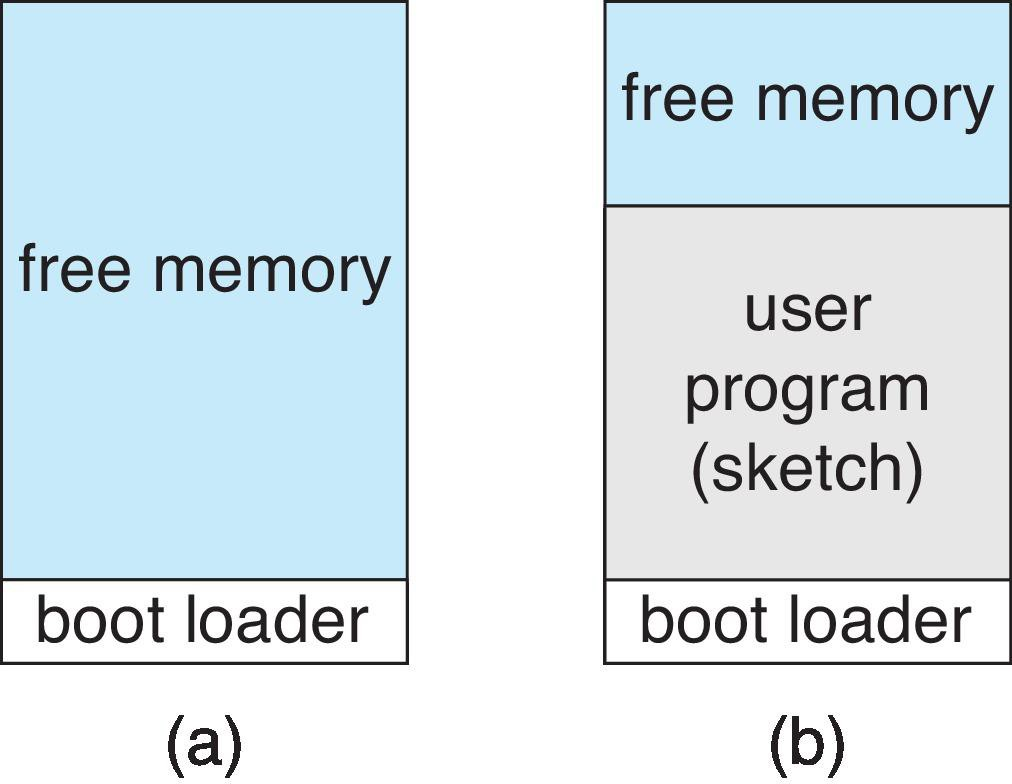 free memory
boot loader
(a)
free memory
user
program
(sketch)
boot loader
(b)